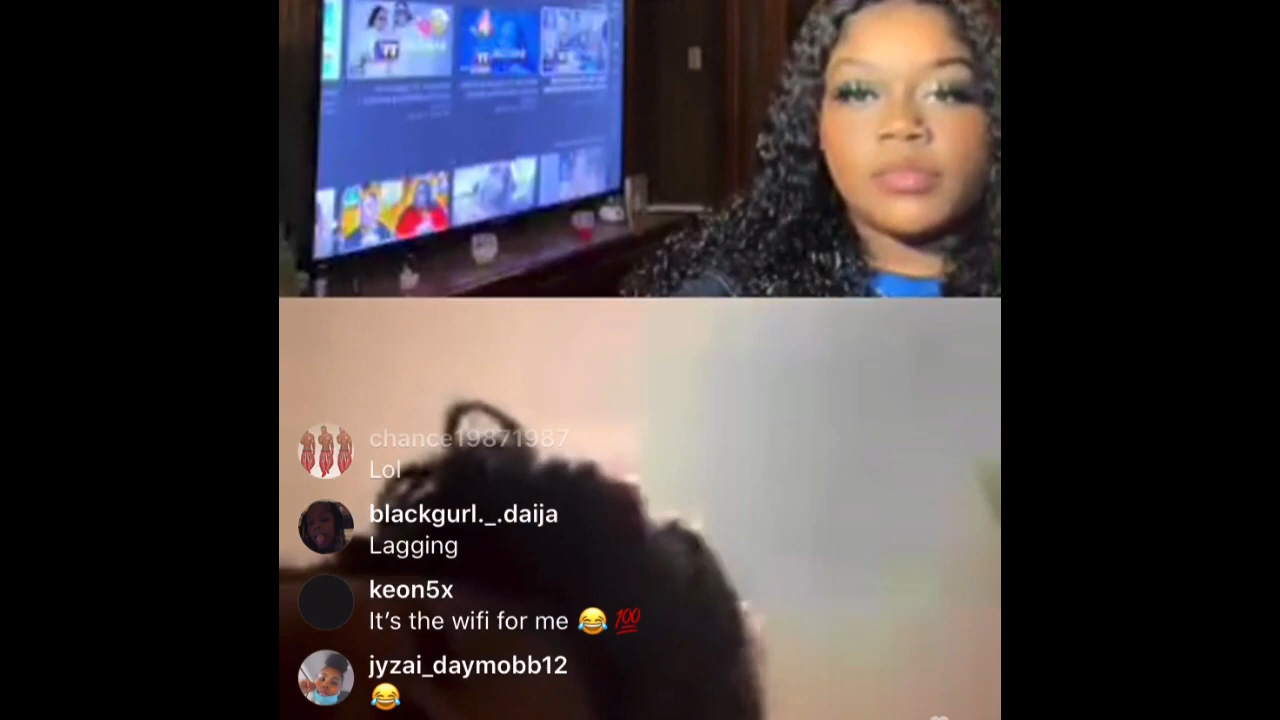 chance19871987
Lol
blackgurl._.daija
Lagging
keon5x
It’s the wifi for me 😂 💯
jyzai_daymobb12
😂